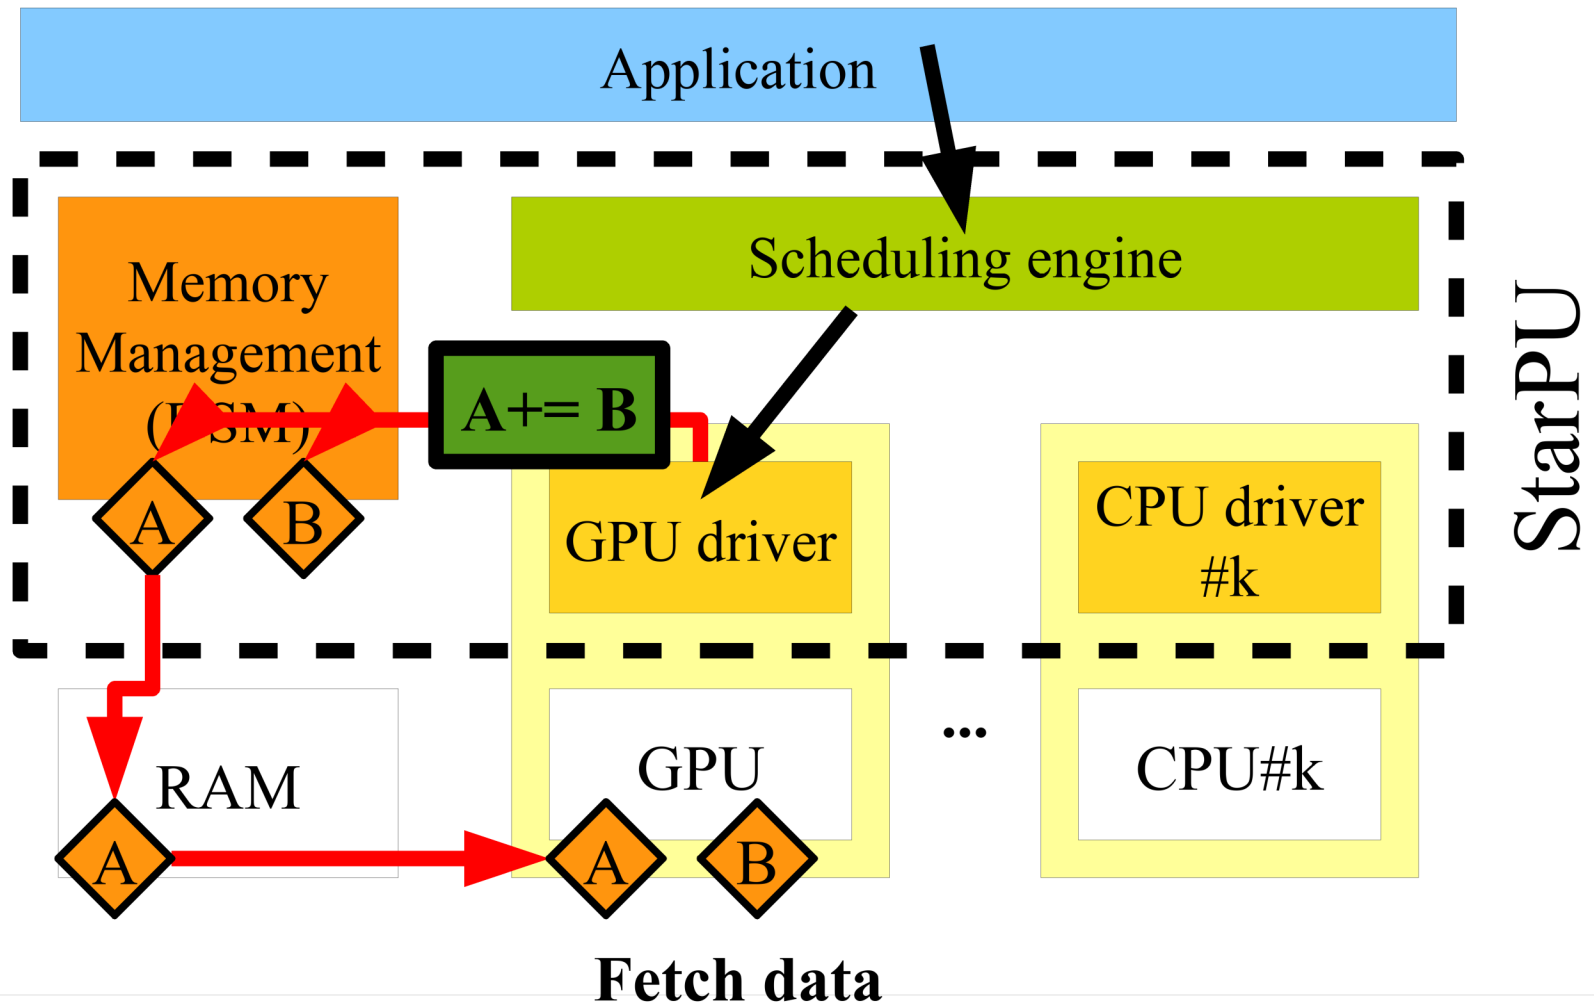 Application
Scheduling engine
Memory
Management
A+= B
A
B
GPU driver
CPU driver
#k
StarPU
RAM
GPU
...
CPU#k
A
A
B
Fetch data